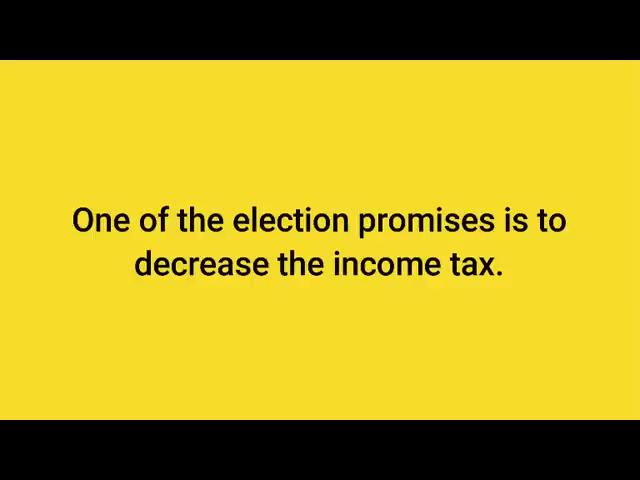 One of the election promises is to
decrease the income tax.